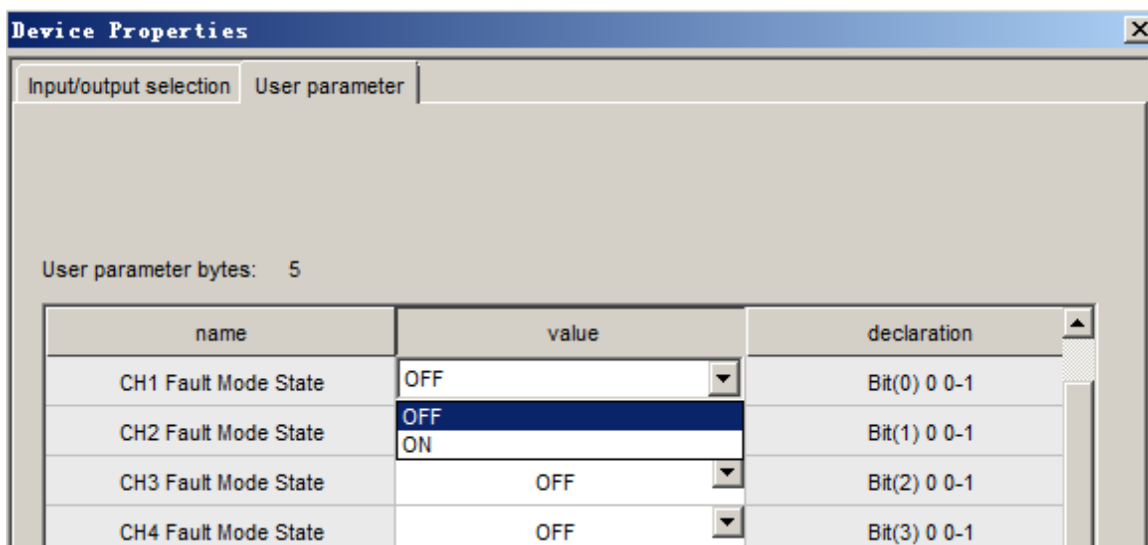 Device Properties
Input/output selection User parameter
User parameter bytes: 5
name value declaration
CH1 Fault Mode State OFF Bit(0) 0 0-1
OFF
CH2 Fault Mode State Bit(1) 0 0-1
ON
CH3 Fault Mode State OFF Bit(2) 0 0-1
CH4 Fault Mode State OFF Bit(3) 0 0-1